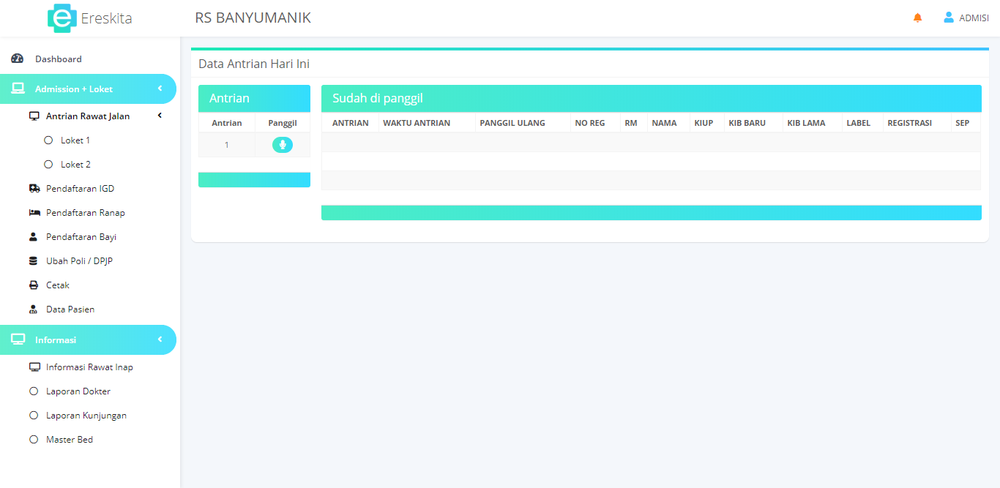 Ereskita
RS BANYUMANIK
ADMISI
Dashboard
Admission + Loket
Antrian Rawat Jalan
Loket 1
Loket 2
Pendaftaran IGD
Pendaftaran Ranap
Pendaftaran Bayi
Ubah Poli / DPJP
Cetak
Data Pasien
Informasi
Informasi Rawat Inap
Laporan Dokter
Laporan Kunjungan
Master Bed
Data Antrian Hari Ini
Antrian
Antrian Panggil
1
Sudah di panggil
ANTRIAN WAKTU ANTRIAN PANGGIL ULANG NO REG RM NAMA KIUP KIB BARU KIB LAMA LABEL REGISTRASI SEP